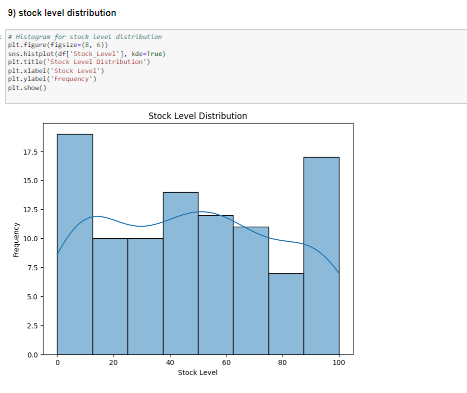 9) stock level distribution
# Histogram for stock level distribution
plt.figure(figsize=(8, 6))
sns.histplot(df['Stock_Level'], kde=True)
plt.title('Stock Level Distribution')
plt.xlabel('Stock Level')
plt.ylabel('Frequency')
plt.show()
Stock Level Distribution
17.5
15.0
12.5
10.0
7.5
5.0
2.5
0.0
Frequency
0 20 40 60 80 100
Stock Level